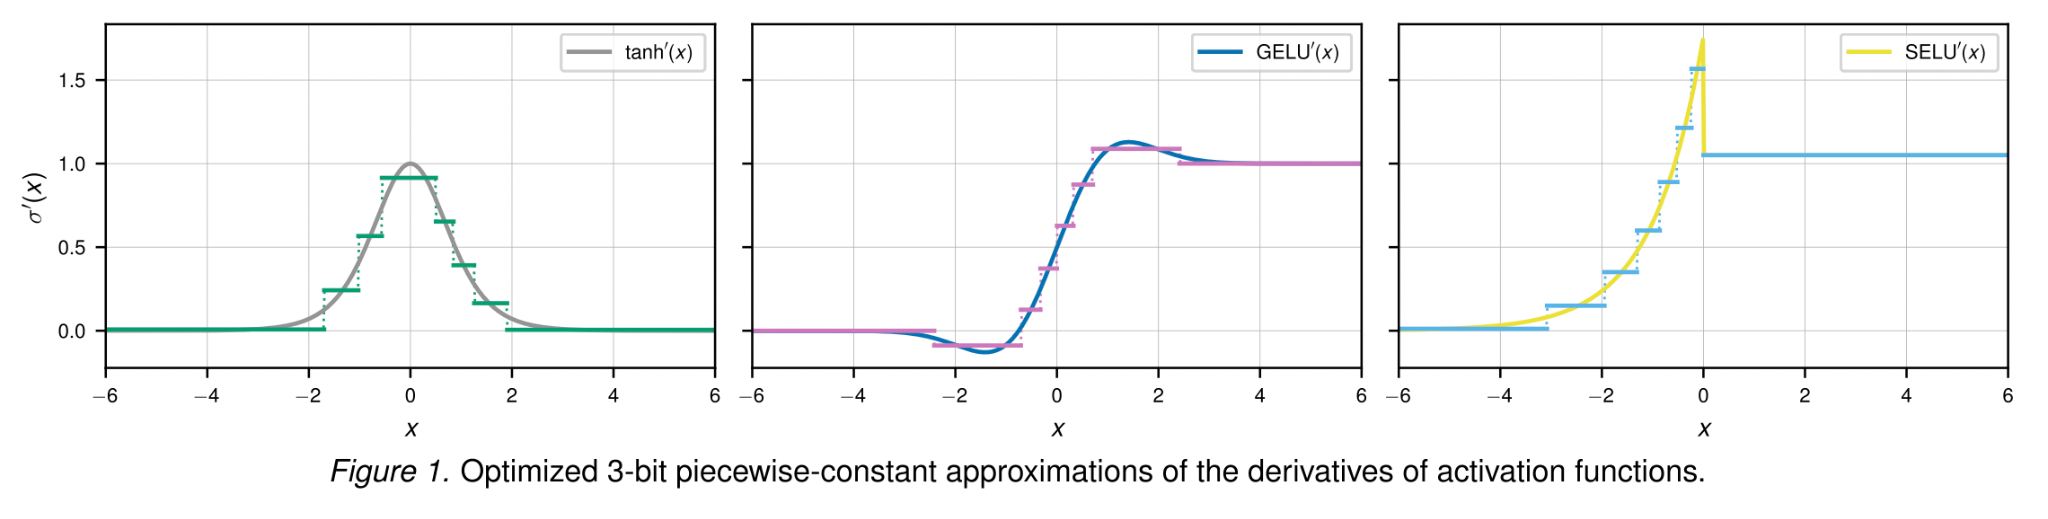 tanh′(x)
GELU′(x)
SELU′(x)
σ′(x)
1.5
1.0
0.5
0.0
−6 −4 −2 0 2 4 6
−6 −4 −2 0 2 4 6
−6 −4 −2 0 2 4 6
x
x
x
Figure 1. Optimized 3-bit piecewise-constant approximations of the derivatives of activation functions.